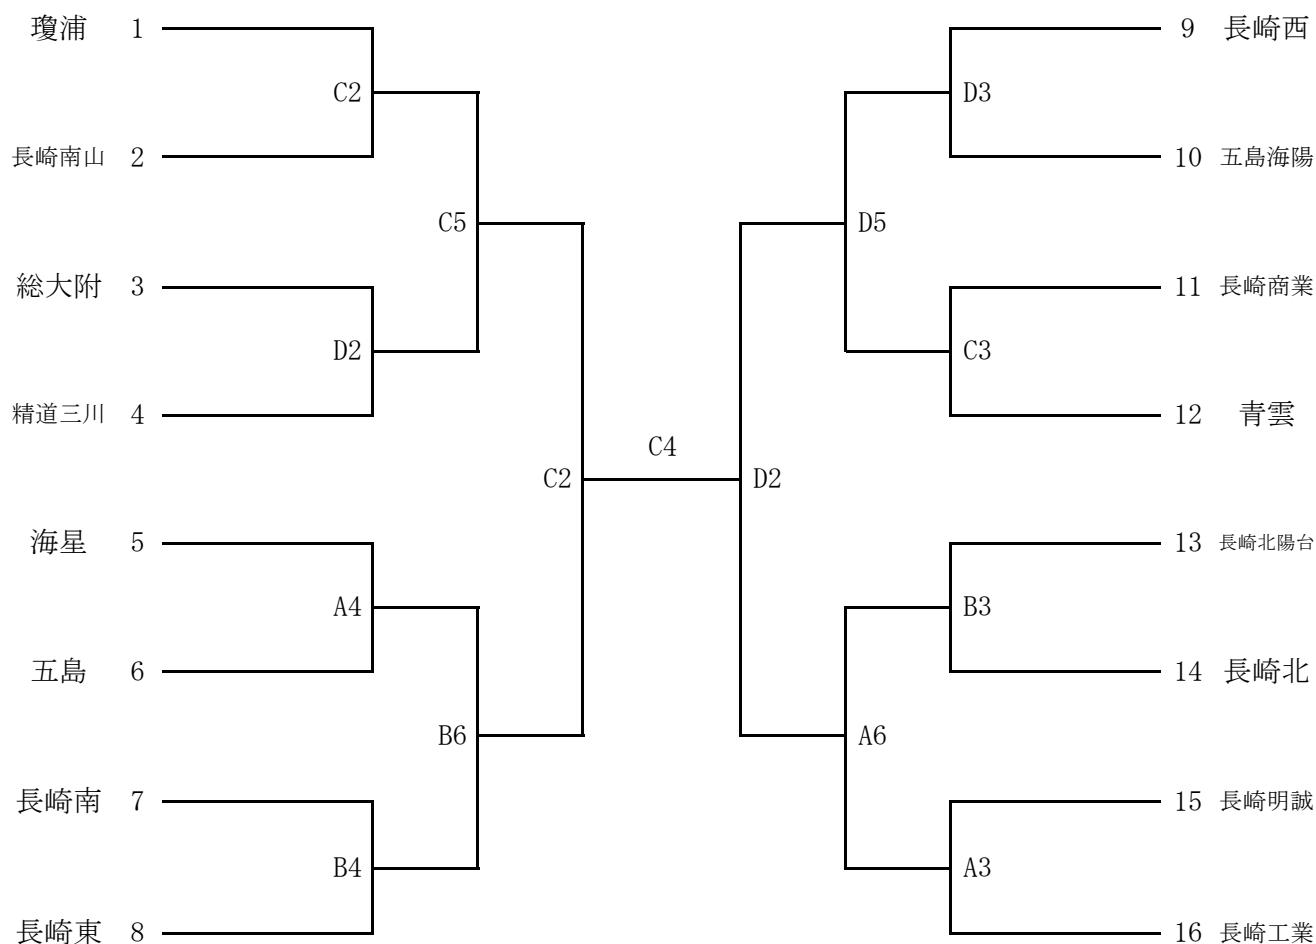 瓊浦 1
C2
長崎南山 2
C5
総大附 3
D2
精道三川 4
C2
海星 5
A4
五島 6
B6
長崎南 7
B4
長崎東 8
C4
9 長崎西
D3
10 五島海陽
D5
11 長崎商業
C3
12 青雲
D2
13 長崎北陽台
B3
14 長崎北
A6
15 長崎明誠
A3
16 長崎工業